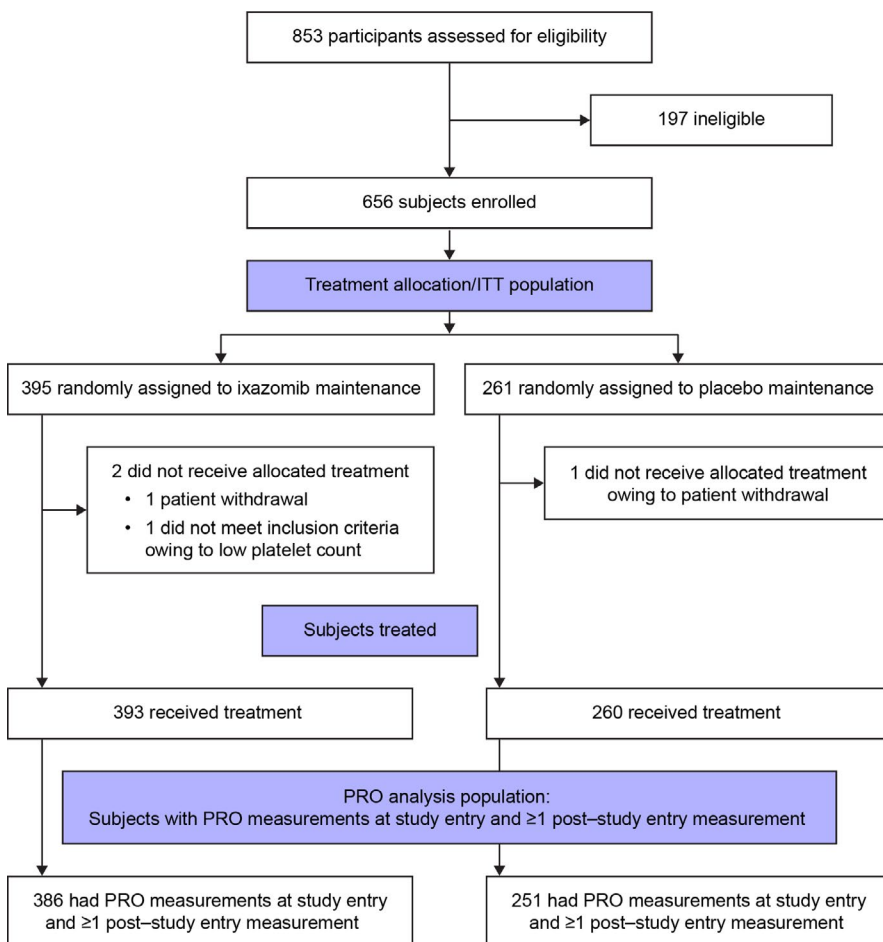 853 participants assessed for eligibility
197 ineligible
656 subjects enrolled
Treatment allocation/ITT population
395 randomly assigned to ixazomib maintenance
261 randomly assigned to placebo maintenance
2 did not receive allocated treatment
• 1 patient withdrawal
• 1 did not meet inclusion criteria
owing to low platelet count
1 did not receive allocated treatment
owing to patient withdrawal
Subjects treated
393 received treatment
260 received treatment
PRO analysis population:
Subjects with PRO measurements at study entry and ≥1 post–study entry measurement
386 had PRO measurements at study entry
and ≥1 post–study entry measurement
251 had PRO measurements at study entry
and ≥1 post–study entry measurement